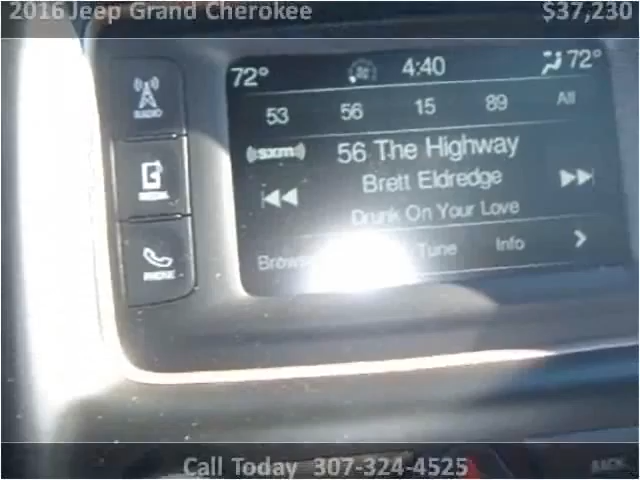 2016 Jeep Grand Cherokee $37,230
72° 4:40 72°
RADIO
53 56 15 89 All
sxm 56 The Highway
MEDIA
Brett Eldredge
Drunk On Your Love
PHONE
Browse Tune Info
BACK
Call Today 307-324-4525